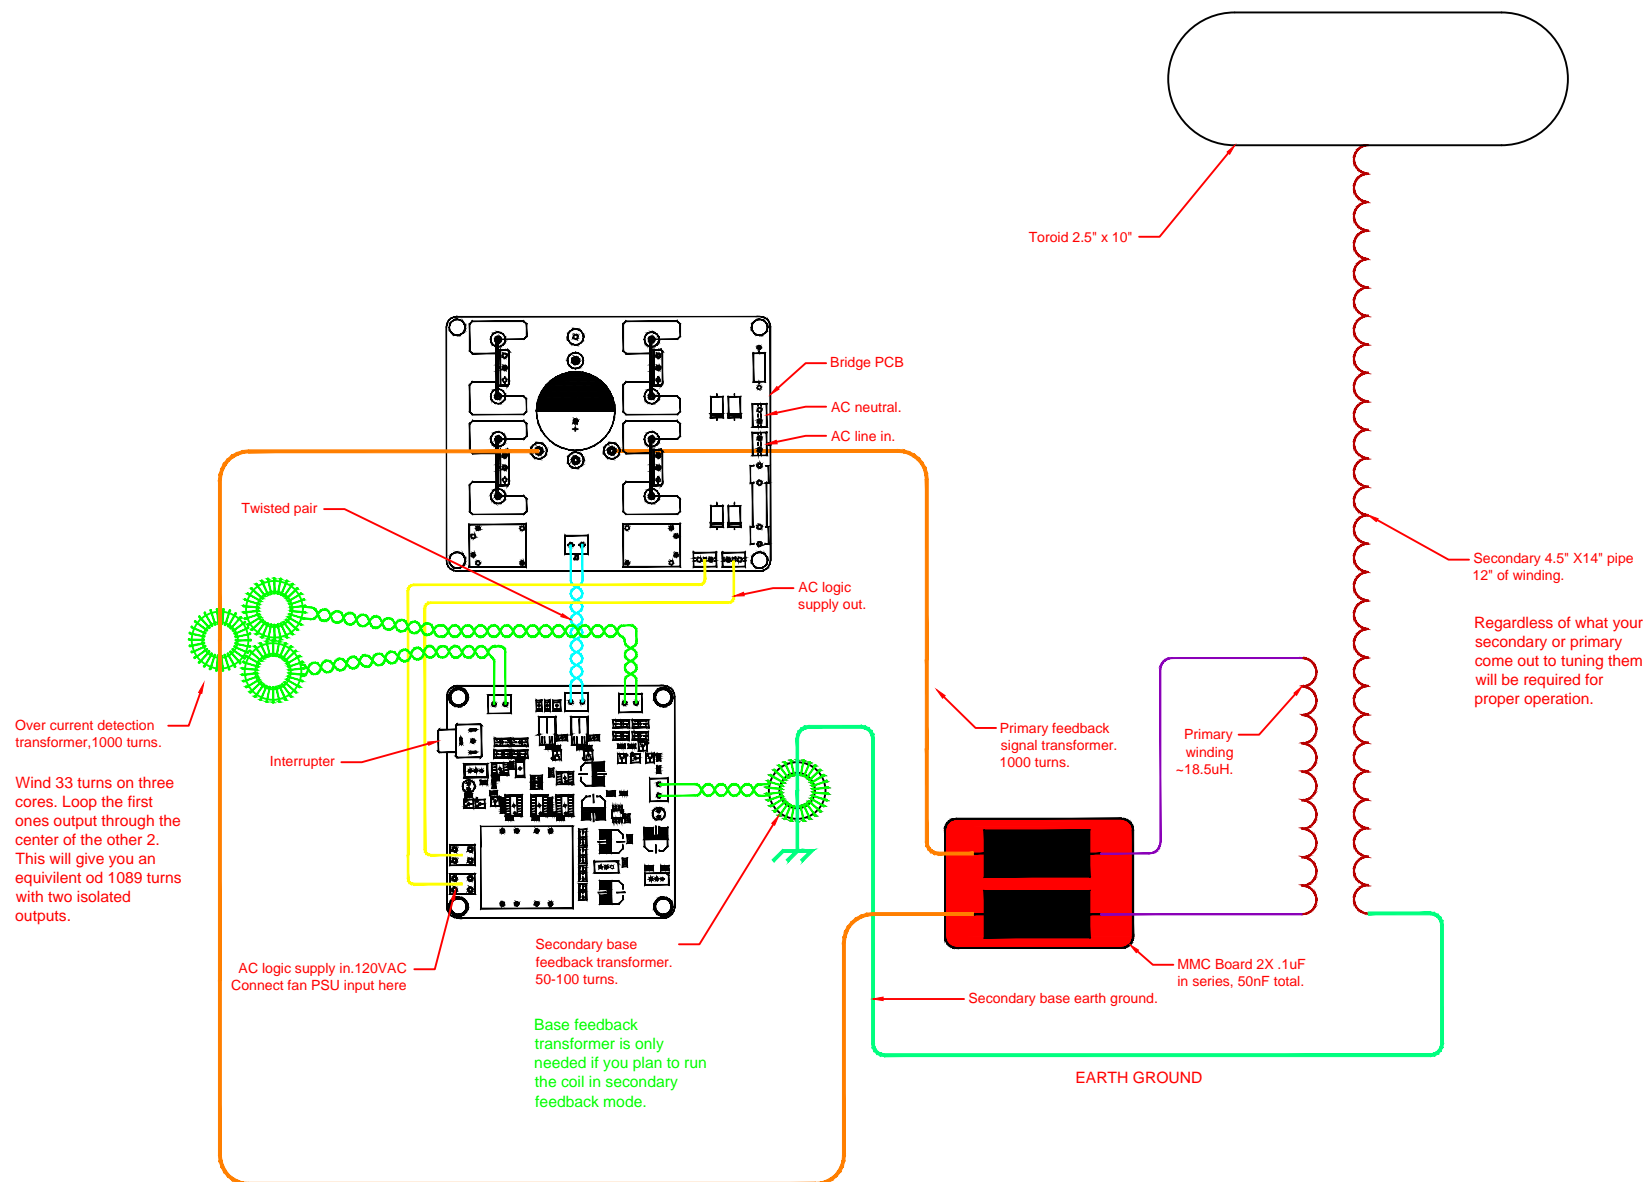 Toroid 2.5" x 10"
Bridge PCB
AC neutral.
AC line in.
Twisted pair
AC logic
supply out.
Secondary 4.5" X14" pipe
12" of winding.
Regardless of what your
secondary or primary
come out to tuning them
will be required for
proper operation.
Over current detection
transformer,1000 turns.
Wind 33 turns on three
cores. Loop the first
ones output through the
center of the other 2.
This will give you an
equivilent od 1089 turns
with two isolated
outputs.
Interrupter
Primary feedback
signal transformer.
1000 turns.
Primary
winding
~18.5uH.
AC logic supply in.120VAC
Connect fan PSU input here
Secondary base
feedback transformer.
50-100 turns.
Base feedback
transformer is only
needed if you plan to run
the coil in secondary
feedback mode.
MMC Board 2X .1uF
in series, 50nF total.
Secondary base earth ground.
EARTH GROUND